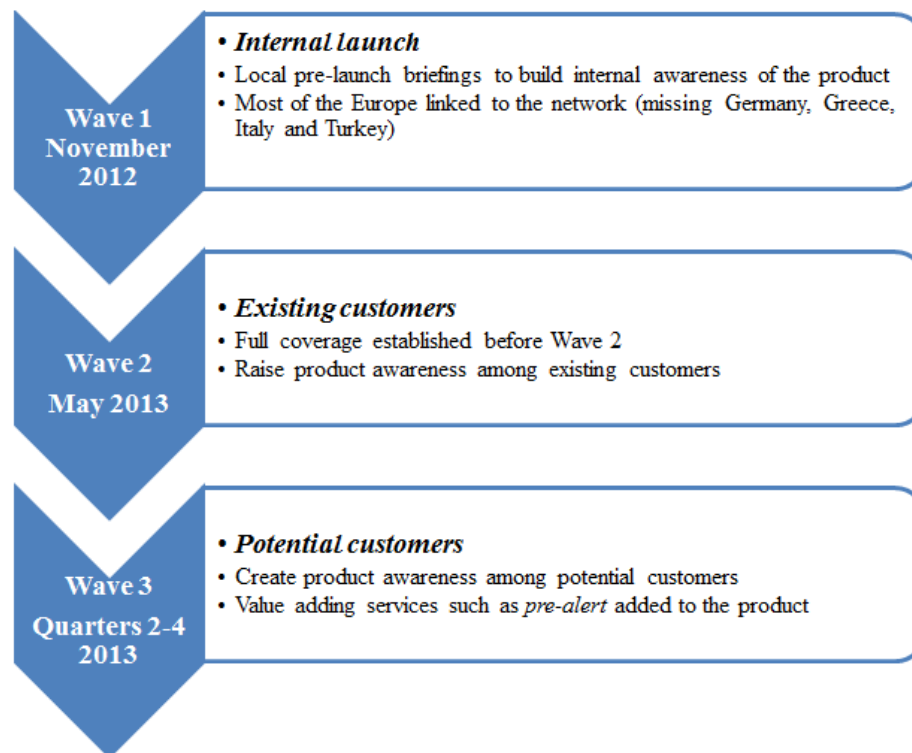 Wave 1
November
2012
• Internal launch
• Local pre-launch briefings to build internal awareness of the product
• Most of the Europe linked to the network (missing Germany, Greece,
Italy and Turkey)
Wave 2
May 2013
• Existing customers
• Full coverage established before Wave 2
• Raise product awareness among existing customers
Wave 3
Quarters 2-4
2013
• Potential customers
• Create product awareness among potential customers
• Value adding services such as pre-alert added to the product